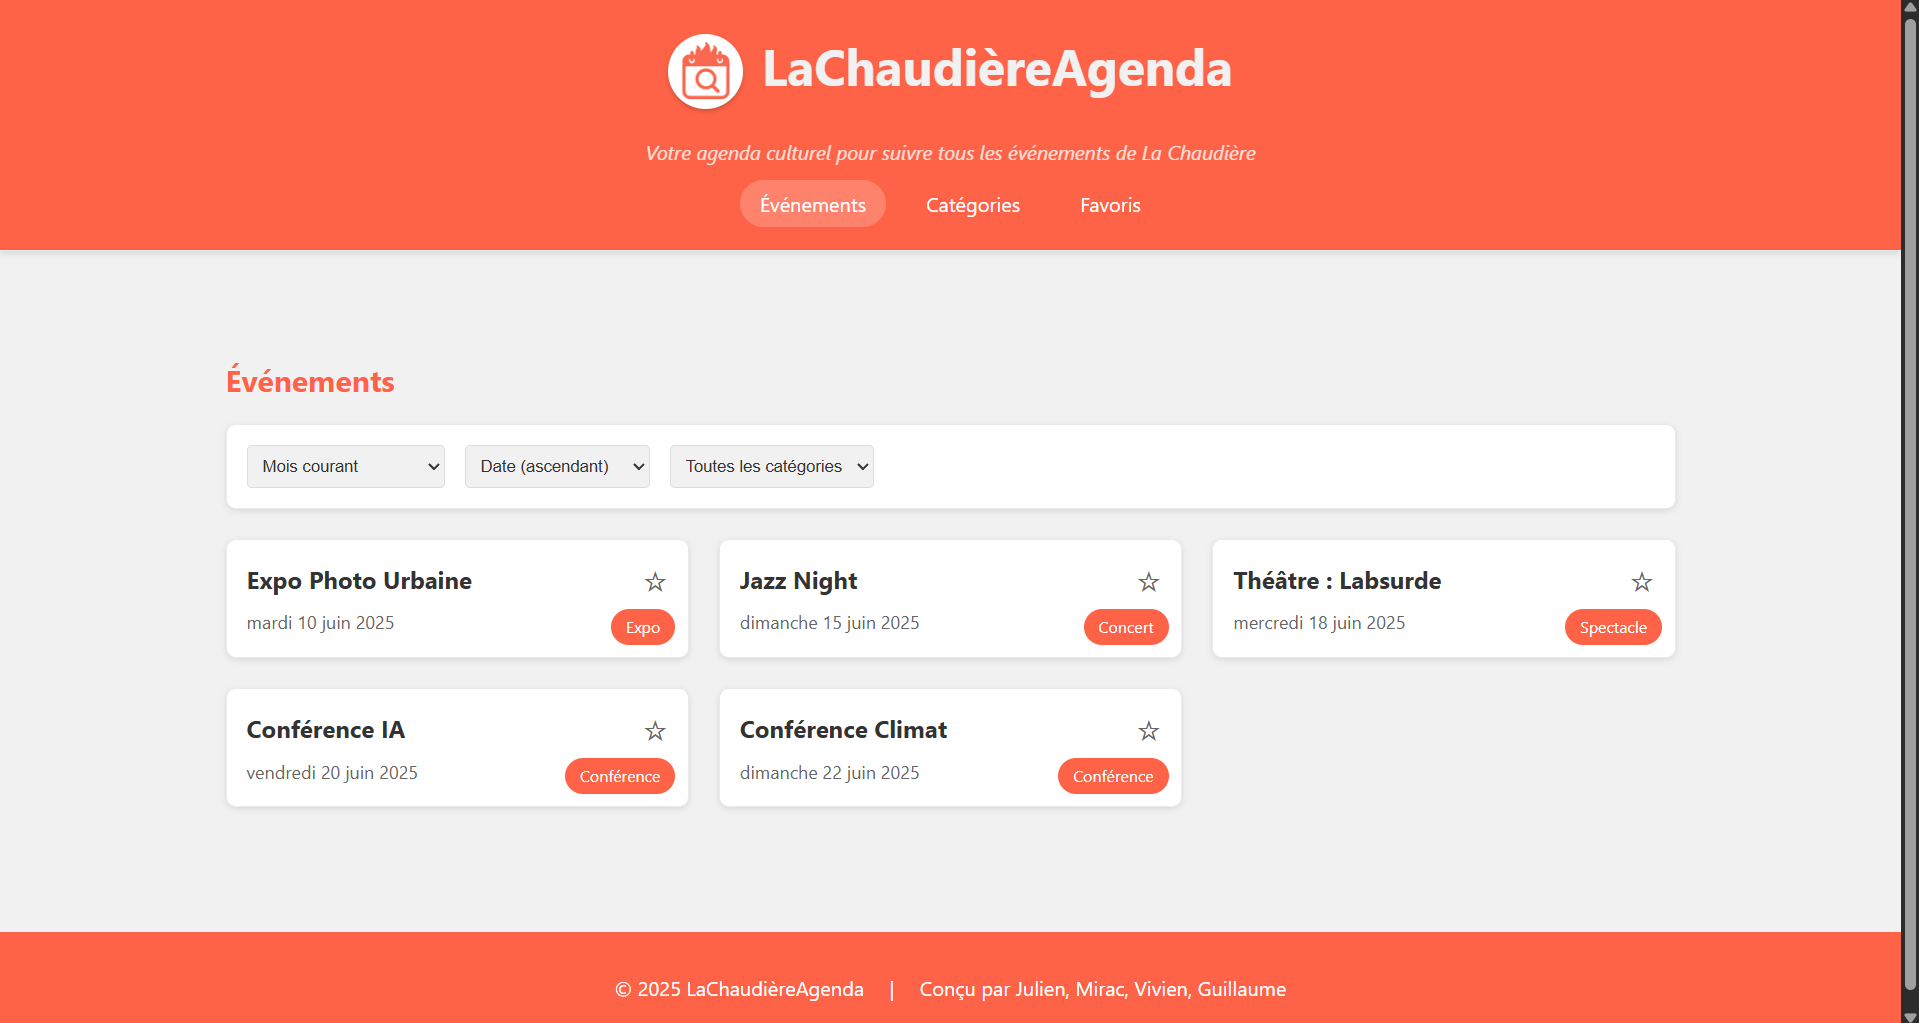 LaChaudièreAgenda
Votre agenda culturel pour suivre tous les événements de La Chaudière
Événements Catégories Favoris
Événements
Mois courant Date (ascendant) Toutes les catégories
Expo Photo Urbaine
mardi 10 juin 2025
Expo
Jazz Night
dimanche 15 juin 2025
Concert
Théâtre : Labsurde
mercredi 18 juin 2025
Spectacle
Conférence IA
vendredi 20 juin 2025
Conférence
Conférence Climat
dimanche 22 juin 2025
Conférence
© 2025 LaChaudièreAgenda | Conçu par Julien, Mirac, Vivien, Guillaume